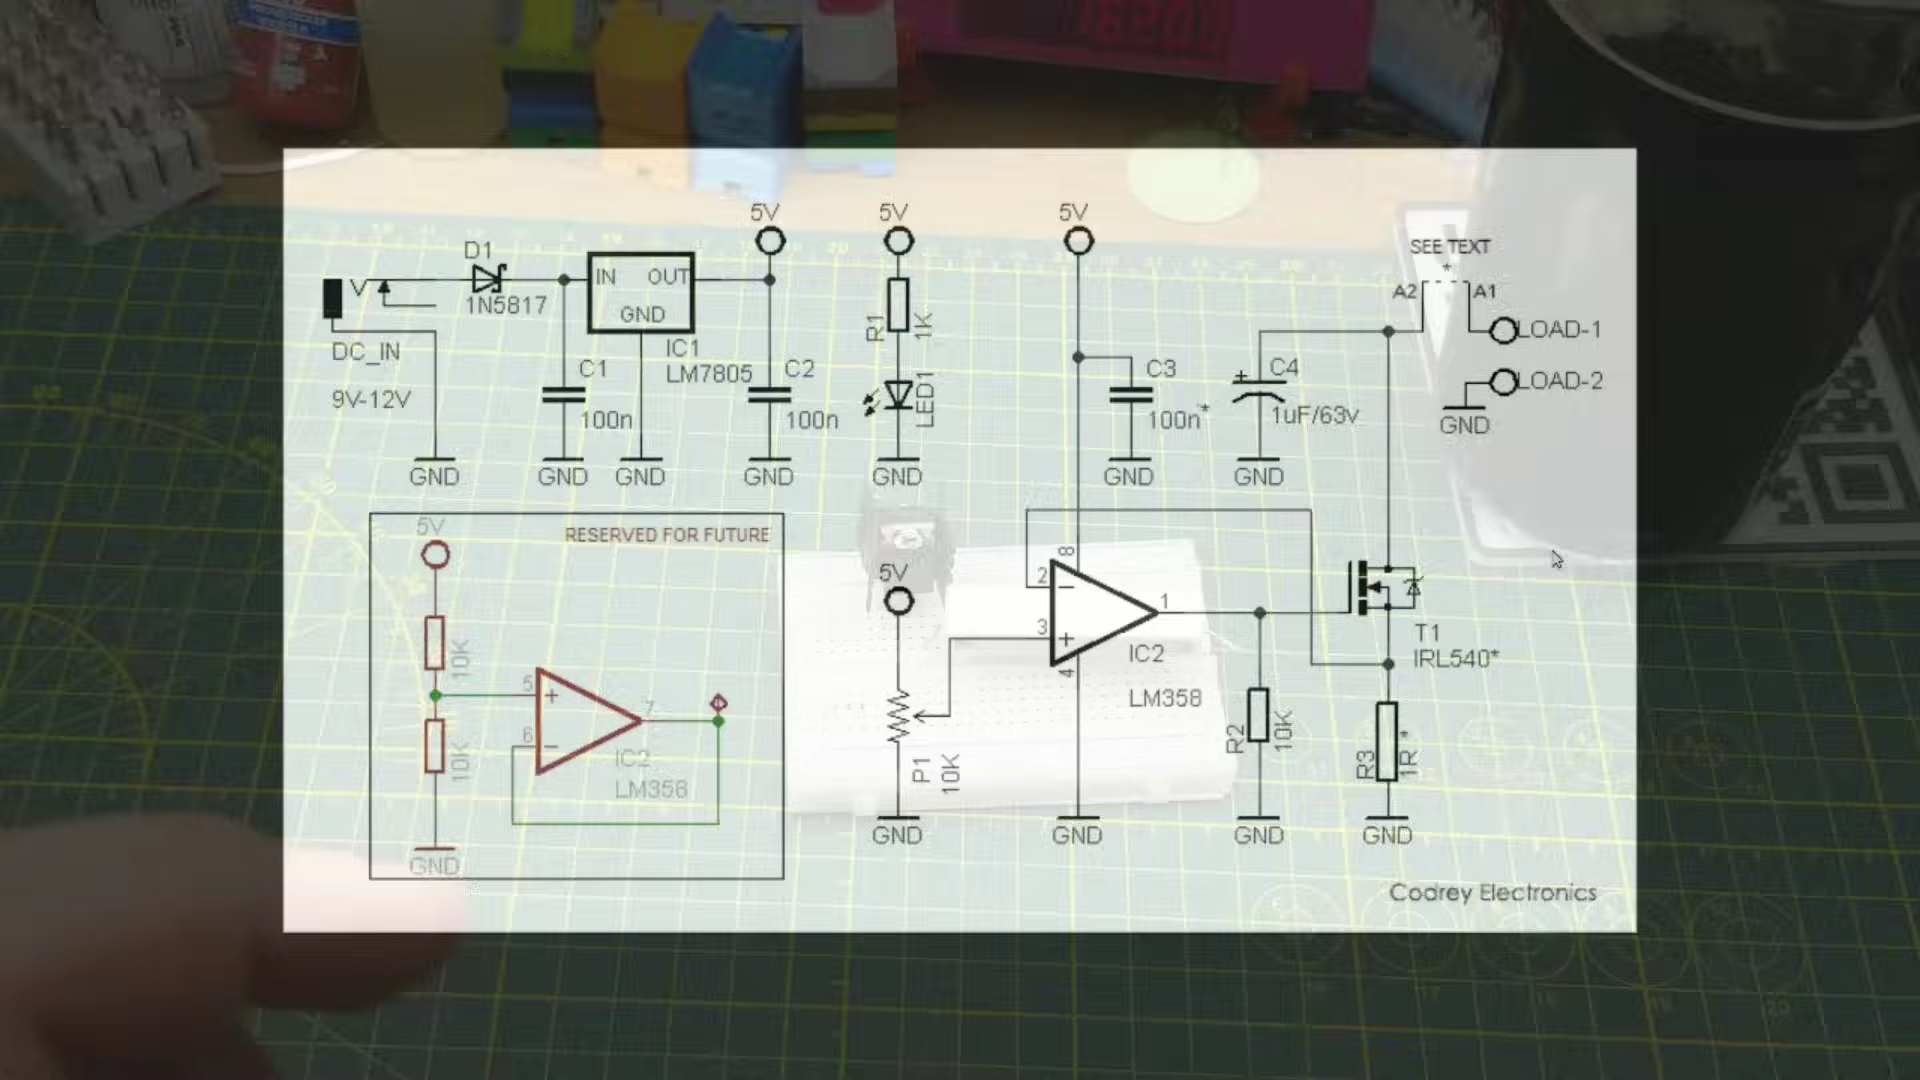 5V
5V
5V
SEE TEXT
*
D1
1N5817
V
IN OUT
GND
A2
A1
LOAD-1
LOAD-2
GND
DC_IN
9V-12V
IC1
LM7805
R1
1K
LED1
C1
100n
C2
100n
C3
100n*
C4
+
1uF/63v
GND
GND
GND
GND
GND
GND
GND
RESERVED FOR FUTURE
5V
10K
10K
5
+
6
−
7
IC2
LM358
GND
5V
P1
10K
GND
8
2
−
3
+
1
4
IC2
LM358
GND
R2
10K
GND
T1
IRL540*
R3
1R*
GND
Codrey Electronics